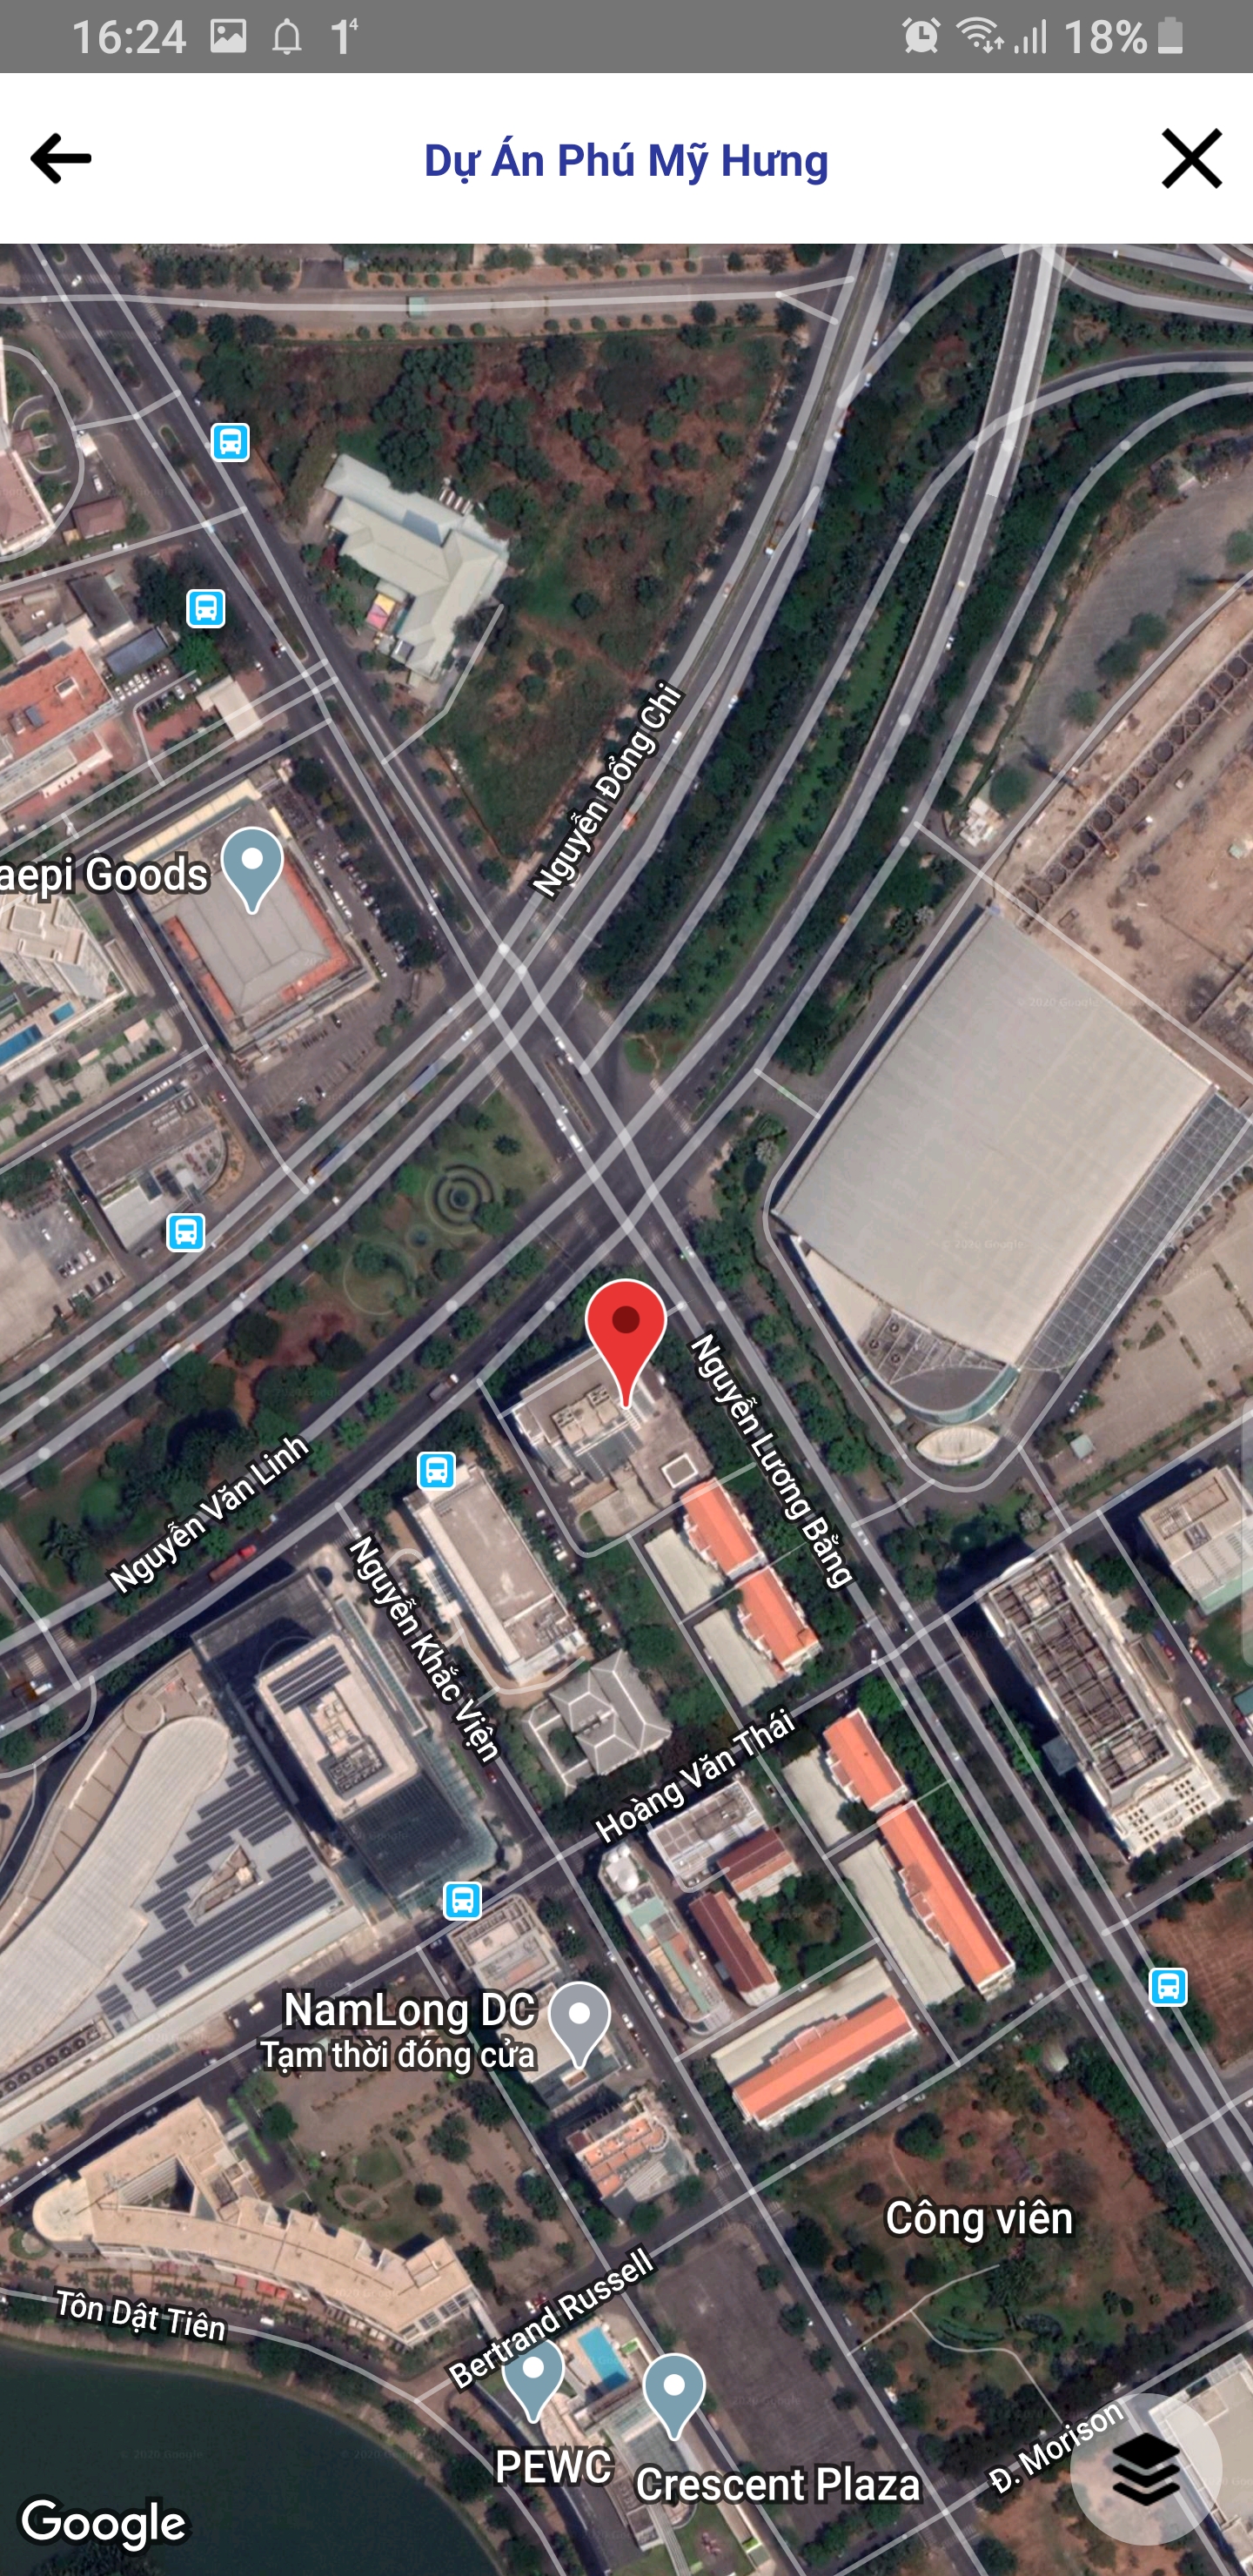 16:24
1⁴
18%
Dự Án Phú Mỹ Hưng
Nguyễn Đổng Chi
aepi Goods
Nguyễn Lương Bằng
Nguyễn Văn Linh
Nguyễn Khắc Viện
Hoàng Văn Thái
NamLong DC
Tạm thời đóng cửa
Công viên
Tôn Dật Tiên
Bertrand Russell
PEWC
Crescent Plaza
Đ. Morison
Google